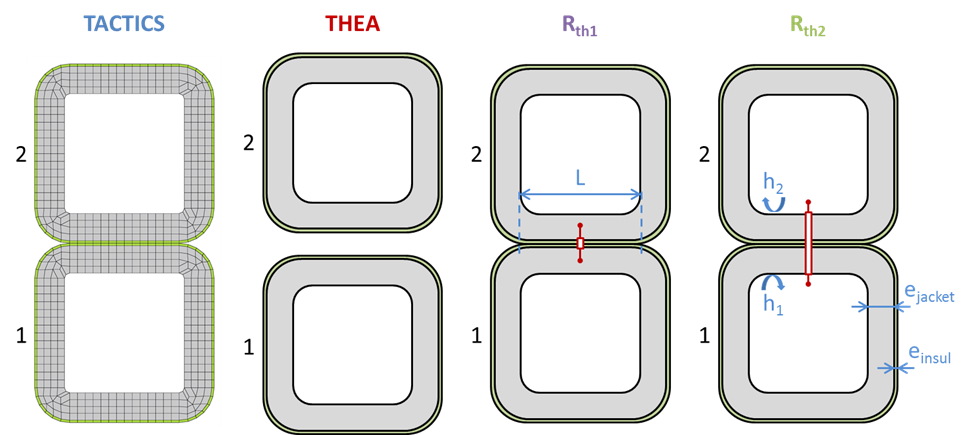 TACTICS
THEA
Rth1
Rth2
2
2
2
2
L
h2
h1
ejacket
1
1
1
1
einsul